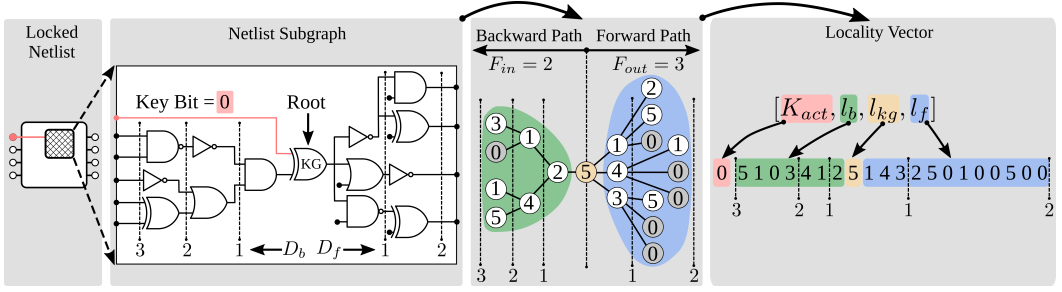 Locked
Netlist
Netlist Subgraph
Key Bit = 0
Root
KG
3 2 1 D_b D_f 1 2
Backward Path
Forward Path
F_in = 2
F_out = 3
3
0
1
5
1
4
2
5
1
4
3
2
5
0
1
0
0
5
0
0
3 2 1 1 2
Locality Vector
[K_act, l_b, l_kg, l_f]
0 5 1 0 3 4 1 2 5 1 4 3 2 5 0 1 0 0 5 0 0
3 2 1 1 2